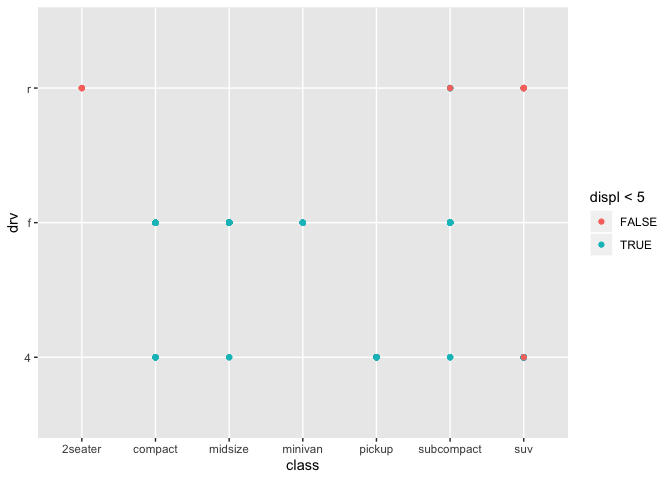 r
f
4
drv
2seater compact midsize minivan pickup subcompact suv
class
displ < 5
FALSE
TRUE